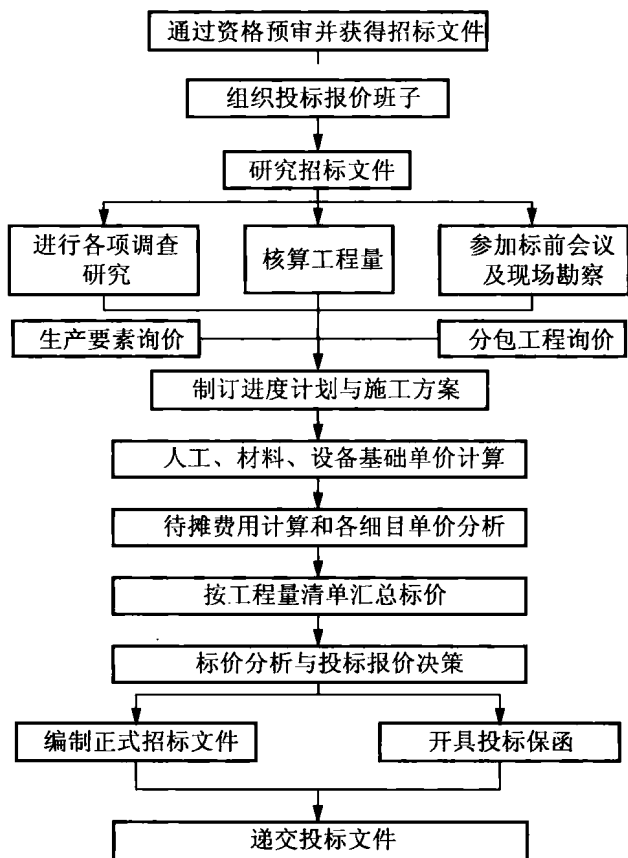 通过资格预审并获得招标文件
组织投标报价班子
研究招标文件
进行各项调查
研究
核算工程量
参加标前会议
及现场勘察
生产要素询价
分包工程询价
制订进度计划与施工方案
人工、材料、设备基础单价计算
待摊费用计算和各细目单价分析
按工程量清单汇总标价
标价分析与投标报价决策
编制正式招标文件
开具投标保函
递交投标文件